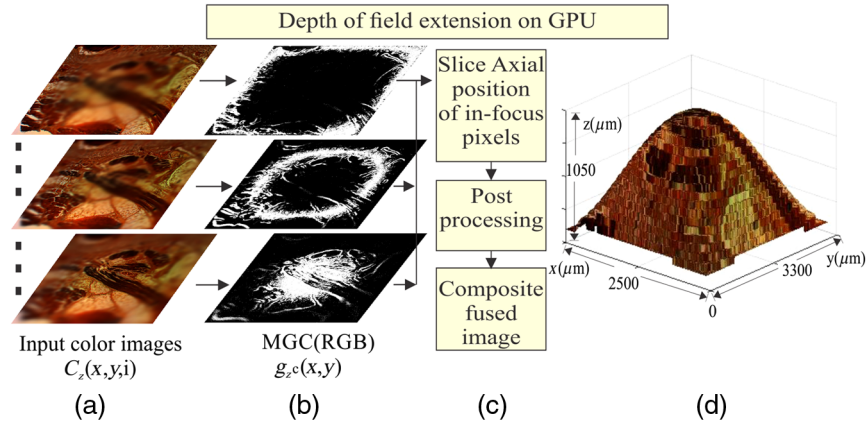 Depth of field extension on GPU
Slice Axial
position
of in-focus
pixels
Post
processing
Composite
fused
image
Input color images
C_z(x,y,i)
MGC(RGB)
g_z^c(x,y)
z(μm)
1050
x(μm)
2500
0
3300
y(μm)
(a)
(b)
(c)
(d)